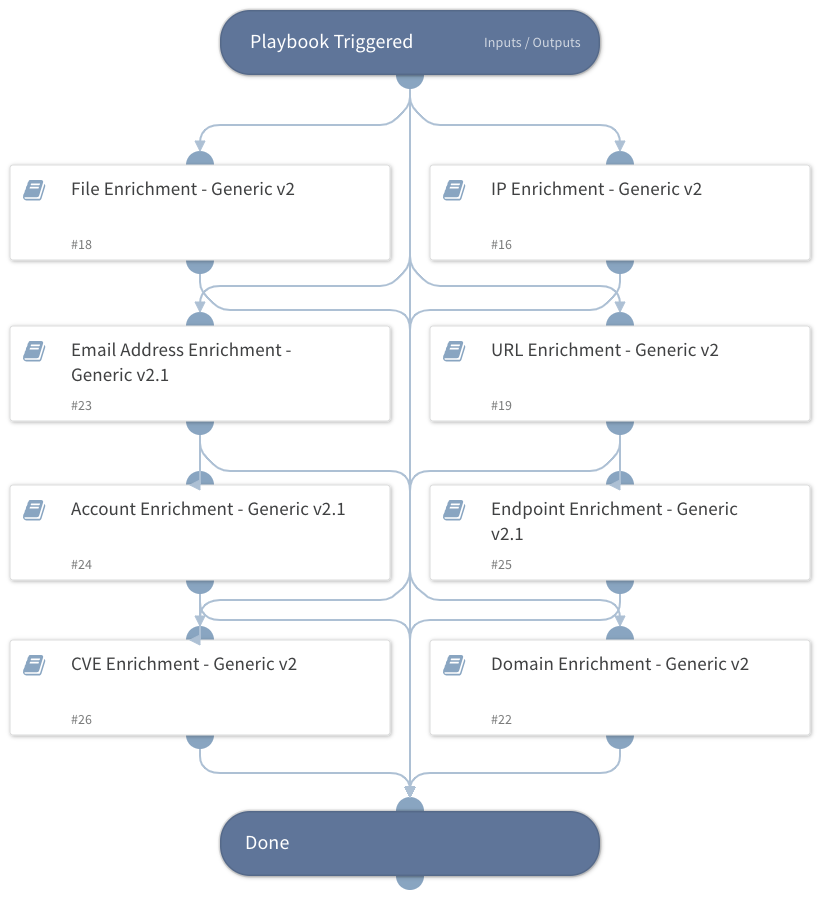 Playbook Triggered
Inputs / Outputs
File Enrichment - Generic v2
#18
IP Enrichment - Generic v2
#16
Email Address Enrichment -
Generic v2.1
#23
URL Enrichment - Generic v2
#19
Account Enrichment - Generic v2.1
#24
Endpoint Enrichment - Generic
v2.1
#25
CVE Enrichment - Generic v2
#26
Domain Enrichment - Generic v2
#22
Done